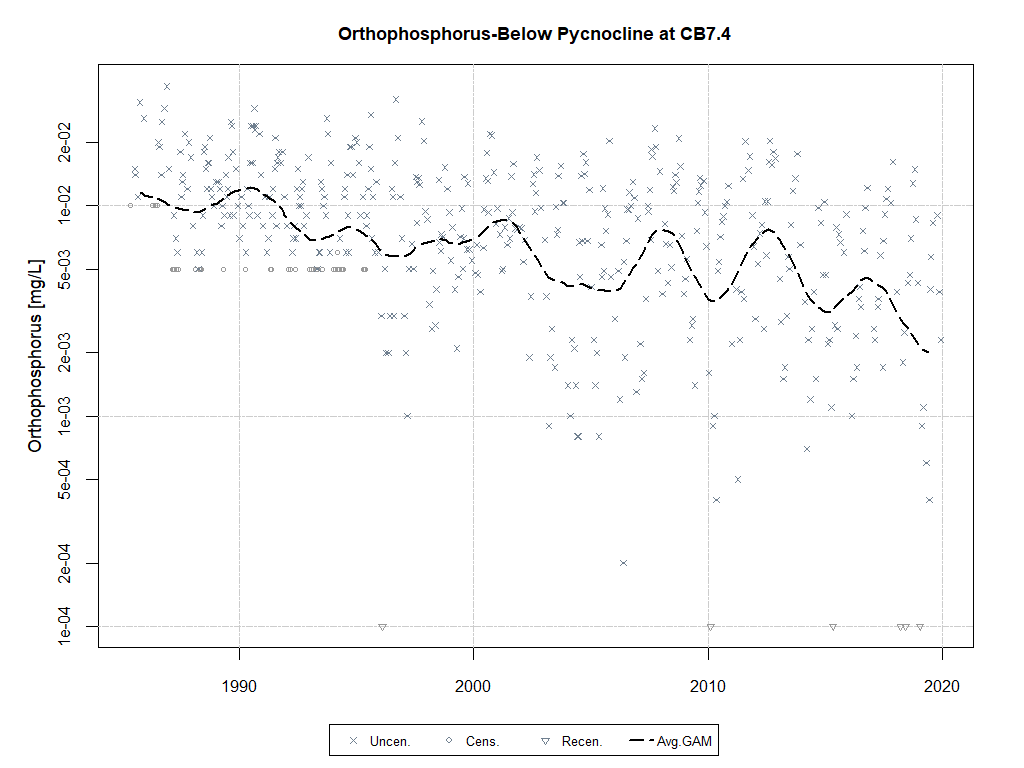 Orthophosphorus-Below Pycnocline at CB7.4
Orthophosphorus [mg/L]
2e-02
1e-02
5e-03
2e-03
1e-03
5e-04
2e-04
1e-04
1990 2000 2010 2020
Uncen. Cens. Recen. Avg.GAM